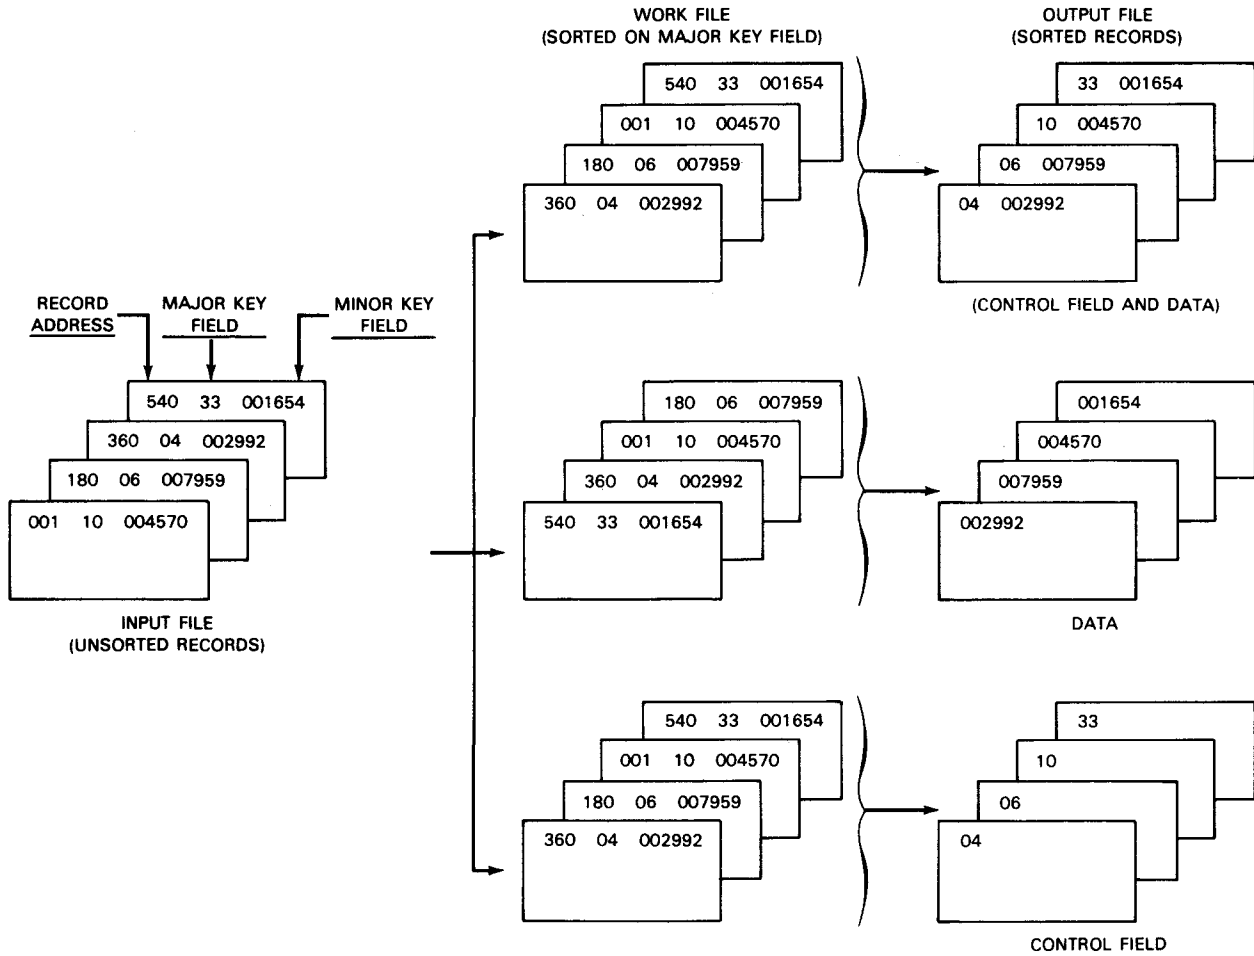 WORK FILE
(SORTED ON MAJOR KEY FIELD)
OUTPUT FILE
(SORTED RECORDS)
540 33 001654
001 10 004570
180 06 007959
360 04 002992
33 001654
10 004570
06 007959
04 002992
(CONTROL FIELD AND DATA)
RECORD
ADDRESS
MAJOR KEY
FIELD
MINOR KEY
FIELD
540 33 001654
360 04 002992
180 06 007959
001 10 004570
INPUT FILE
(UNSORTED RECORDS)
180 06 007959
001 10 004570
360 04 002992
540 33 001654
001654
004570
007959
002992
DATA
540 33 001654
001 10 004570
180 06 007959
360 04 002992
33
10
06
04
CONTROL FIELD